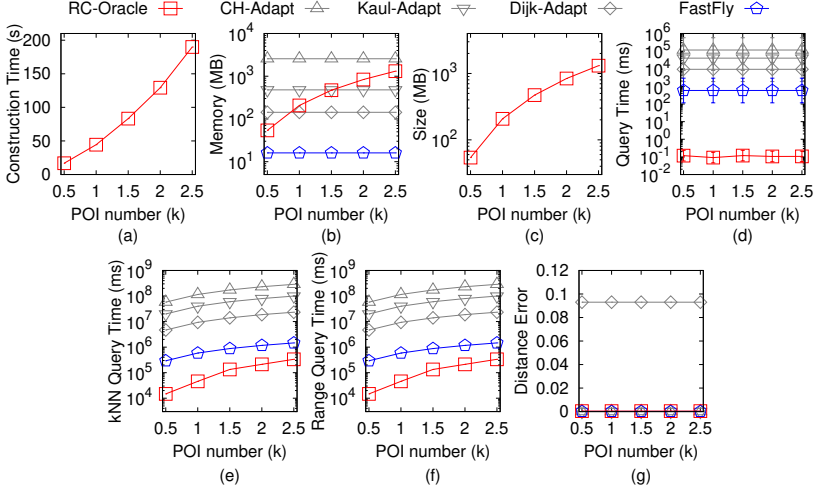 RC-Oracle CH-Adapt Kaul-Adapt Dijk-Adapt FastFly
Construction Time (s)
200
150
100
50
0
0.5 1 1.5 2 2.5
POI number (k)
(a)
Memory (MB)
10^4
10^3
10^2
10^1
0.5 1 1.5 2 2.5
POI number (k)
(b)
Size (MB)
10^3
10^2
0.5 1 1.5 2 2.5
POI number (k)
(c)
Query Time (ms)
10^6
10^5
10^4
10^3
10^2
10^1
10^0
10^-1
10^-2
0.5 1 1.5 2 2.5
POI number (k)
(d)
kNN Query Time (ms)
10^9
10^8
10^7
10^6
10^5
10^4
0.5 1 1.5 2 2.5
POI number (k)
(e)
Range Query Time (ms)
10^9
10^8
10^7
10^6
10^5
10^4
0.5 1 1.5 2 2.5
POI number (k)
(f)
Distance Error
0.12
0.1
0.08
0.06
0.04
0.02
0
0.5 1 1.5 2 2.5
POI number (k)
(g)